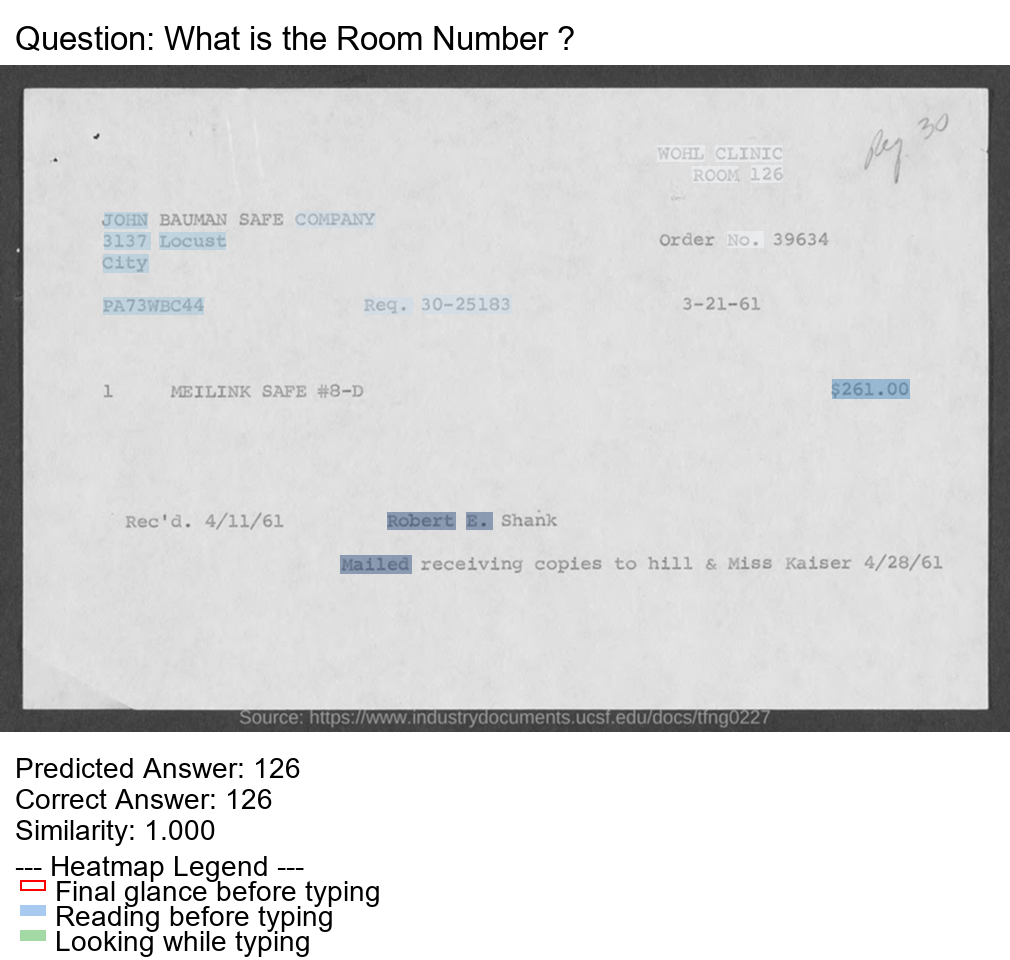 Question: What is the Room Number ?
Reg. 30
WOHL CLINIC
ROOM 126
JOHN BAUMAN SAFE COMPANY
3137 Locust
Order No. 39634
City
PA73WBC44 Req. 30-25183 3-21-61
1 MEILINK SAFE #8-D $261.00
Rec'd. 4/11/61 Robert E. Shank
Mailed receiving copies to hill & Miss Kaiser 4/28/61
Source: https://www.industrydocuments.ucsf.edu/docs/tfng0227
Predicted Answer: 126
Correct Answer: 126
Similarity: 1.000
--- Heatmap Legend ---
Final glance before typing
Reading before typing
Looking while typing